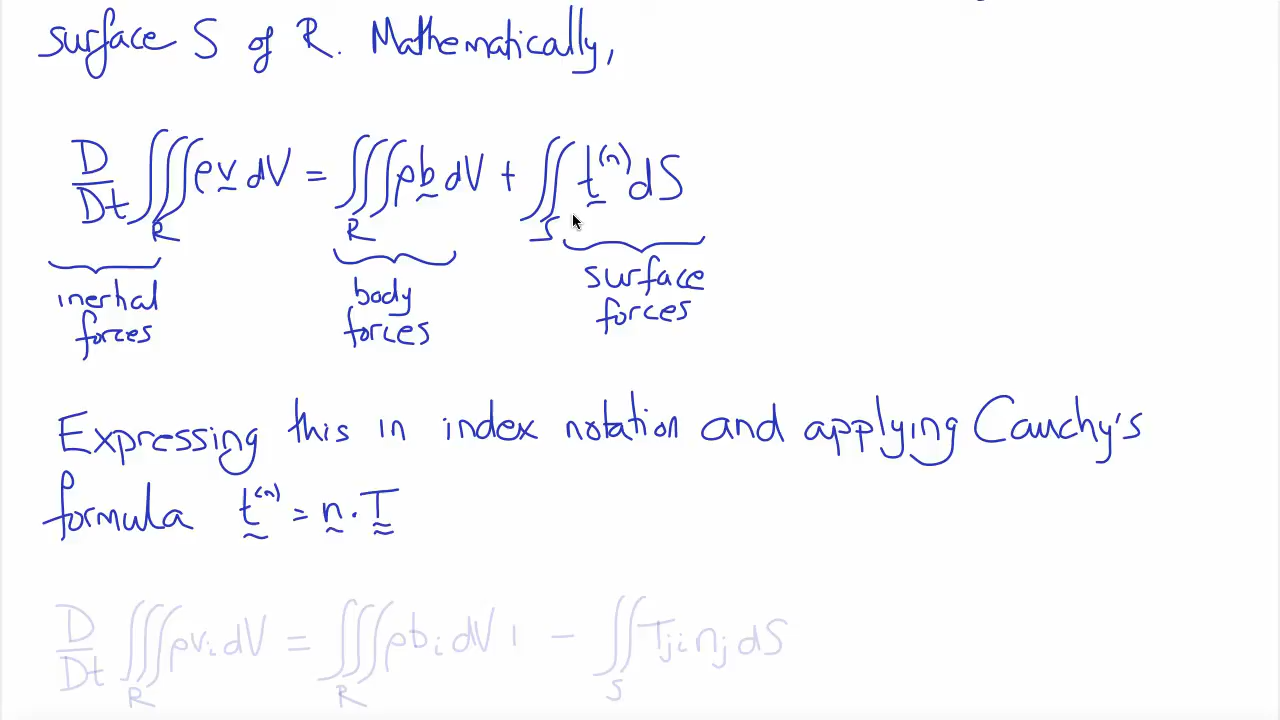 surface S of R. Mathematically,
D/Dt ∭_R ρv dV = ∭_R ρb dV + ∬_S t^(n) dS
inertial forces
body forces
surface forces
Expressing this in index notation and applying Cauchy's
formula t^(n) = n · T
D/Dt ∭_R ρv_i dV = ∭_R ρb_i dV + ∬_S T_ji n_j dS